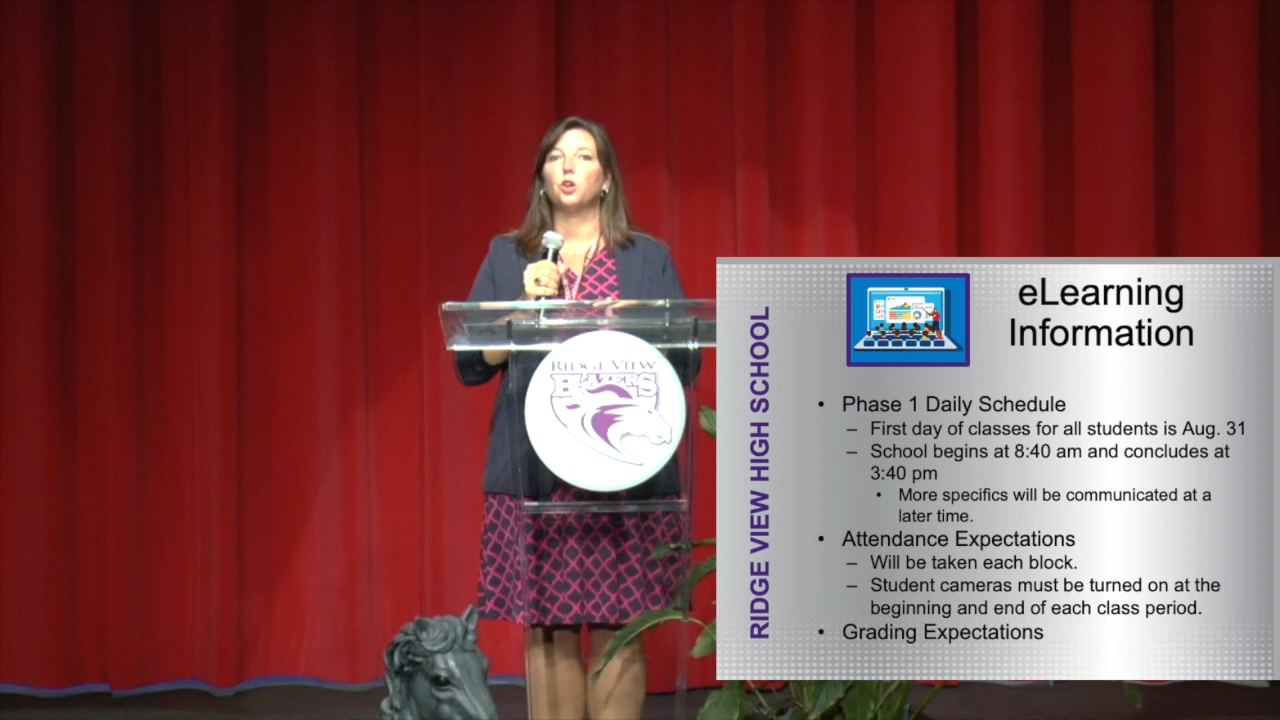 RIDGE VIEW
BLAZERS
RIDGE VIEW HIGH SCHOOL
eLearning
Information
• Phase 1 Daily Schedule
– First day of classes for all students is Aug. 31
– School begins at 8:40 am and concludes at
3:40 pm
• More specifics will be communicated at a
later time.
• Attendance Expectations
– Will be taken each block.
– Student cameras must be turned on at the
beginning and end of each class period.
• Grading Expectations